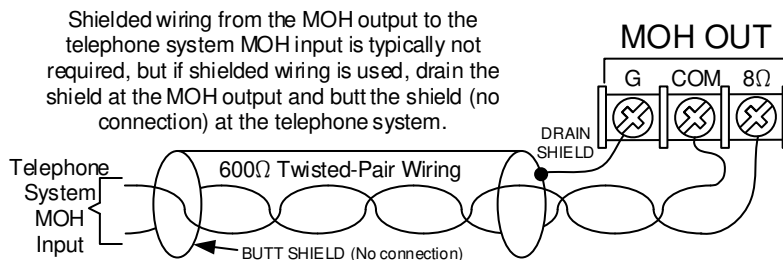 Shielded wiring from the MOH output to the
telephone system MOH input is typically not
required, but if shielded wiring is used, drain the
shield at the MOH output and butt the shield (no
connection) at the telephone system.
MOH OUT
G COM 8Ω
DRAIN
SHIELD
Telephone
System
MOH
Input
600Ω Twisted-Pair Wiring
BUTT SHIELD (No connection)